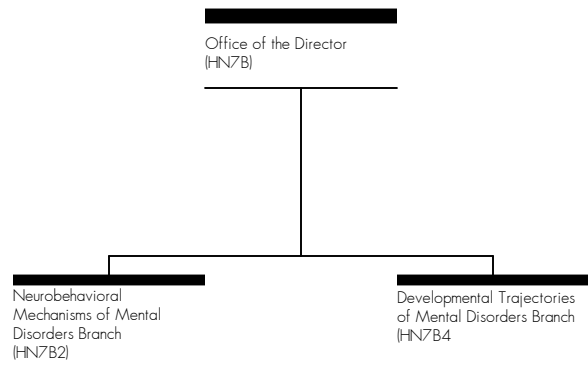 Office of the Director
(HN7B)
Neurobehavioral
Mechanisms of Mental
Disorders Branch
(HN7B2)
Developmental Trajectories
of Mental Disorders Branch
(HN7B4